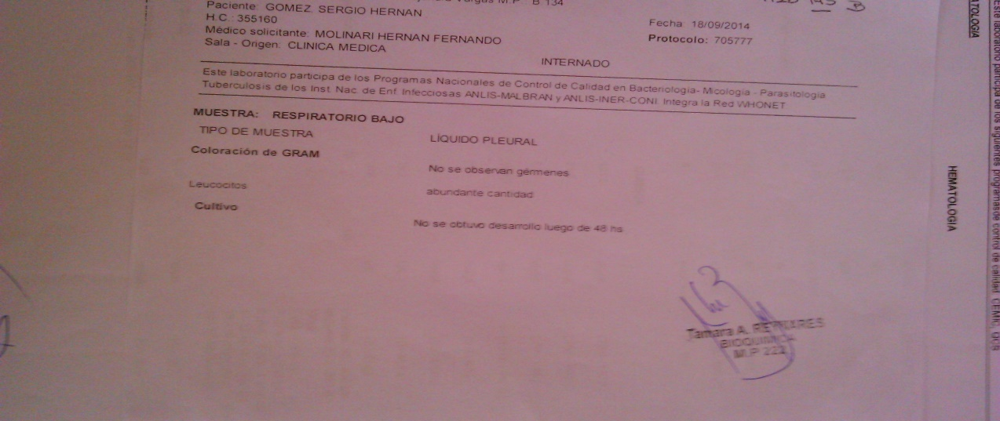 Vargas M.P.: B 134
Paciente: GOMEZ, SERGIO HERNAN
H.C.: 355160
Médico solicitante: MOLINARI HERNAN FERNANDO
Sala - Origen: CLINICA MEDICA
Fecha 18/09/2014
Protocolo: 705777
INTERNADO
Este laboratorio participa de los Programas Nacionales de Control de Calidad en Bacteriología- Micología - Parasitología
Tuberculosis de los Inst. Nac. de Enf. Infecciosas ANLIS-MALBRAN y ANLIS-INER-CONI. Integra la Red WHONET
MUESTRA: RESPIRATORIO BAJO
TIPO DE MUESTRA LÍQUIDO PLEURAL
Coloración de GRAM
No se observan gérmenes
Leucocitos abundante cantidad
Cultivo
No se obtuvo desarrollo luego de 48 hs
Tamara A.
BIOQUIMICA
M.P 222
HEMATOLOGIA
Este laboratorio participa de los siguientes programas de control de calidad: CEMIC,